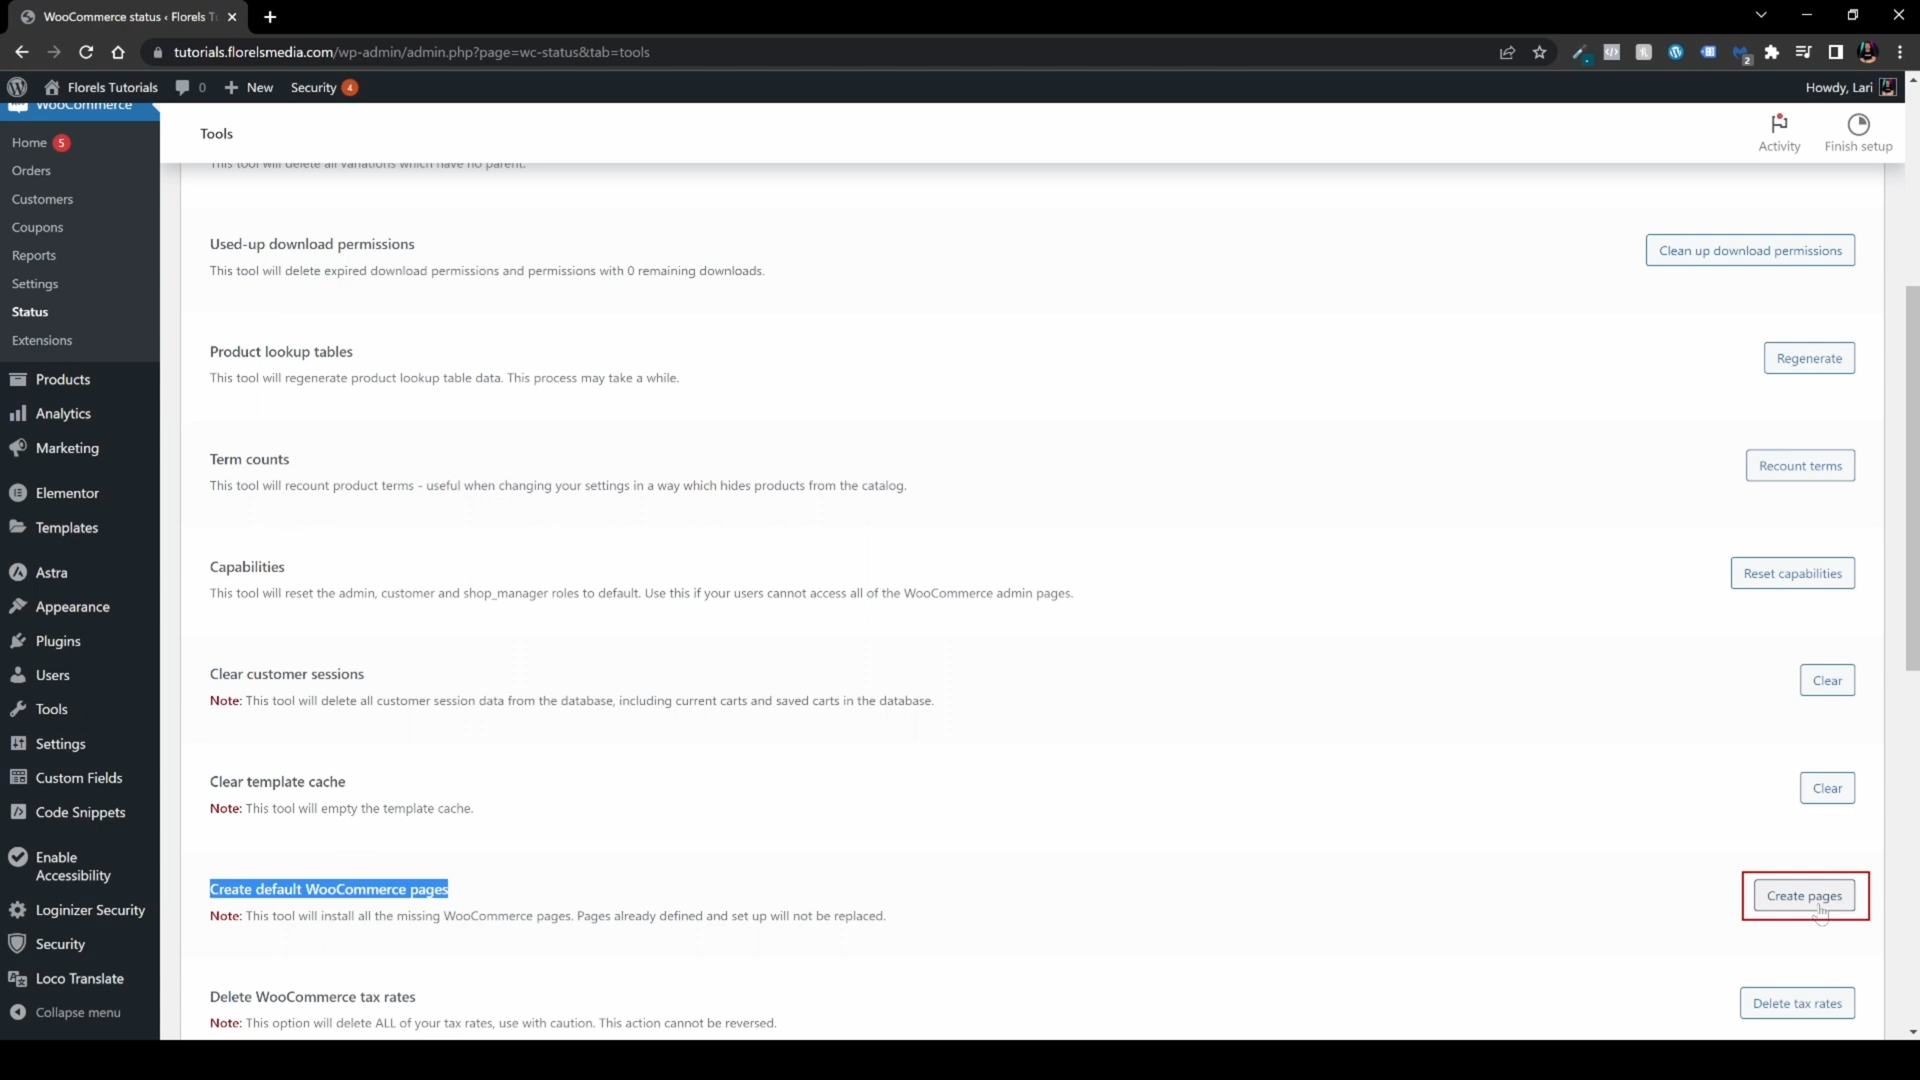 WooCommerce status ‹ Florels T
tutorials.florelsmedia.com/wp-admin/admin.php?page=wc-status&tab=tools
2
Florels Tutorials
0
New
Security 4
Howdy, Lari
WooCommerce
Home 5
Orders
Customers
Coupons
Reports
Settings
Status
Extensions
Products
Analytics
Marketing
Elementor
Templates
Astra
Appearance
Plugins
Users
Tools
Settings
Custom Fields
Code Snippets
Enable
Accessibility
Loginizer Security
Security
Loco Translate
Collapse menu
Tools
Activity
Finish setup
This tool will delete all variations which have no parent.
Used-up download permissions
This tool will delete expired download permissions and permissions with 0 remaining downloads.
Clean up download permissions
Product lookup tables
This tool will regenerate product lookup table data. This process may take a while.
Regenerate
Term counts
This tool will recount product terms - useful when changing your settings in a way which hides products from the catalog.
Recount terms
Capabilities
This tool will reset the admin, customer and shop_manager roles to default. Use this if your users cannot access all of the WooCommerce admin pages.
Reset capabilities
Clear customer sessions
Note: This tool will delete all customer session data from the database, including current carts and saved carts in the database.
Clear
Clear template cache
Note: This tool will empty the template cache.
Clear
Create default WooCommerce pages
Note: This tool will install all the missing WooCommerce pages. Pages already defined and set up will not be replaced.
Create pages
Delete WooCommerce tax rates
Note: This option will delete ALL of your tax rates, use with caution. This action cannot be reversed.
Delete tax rates